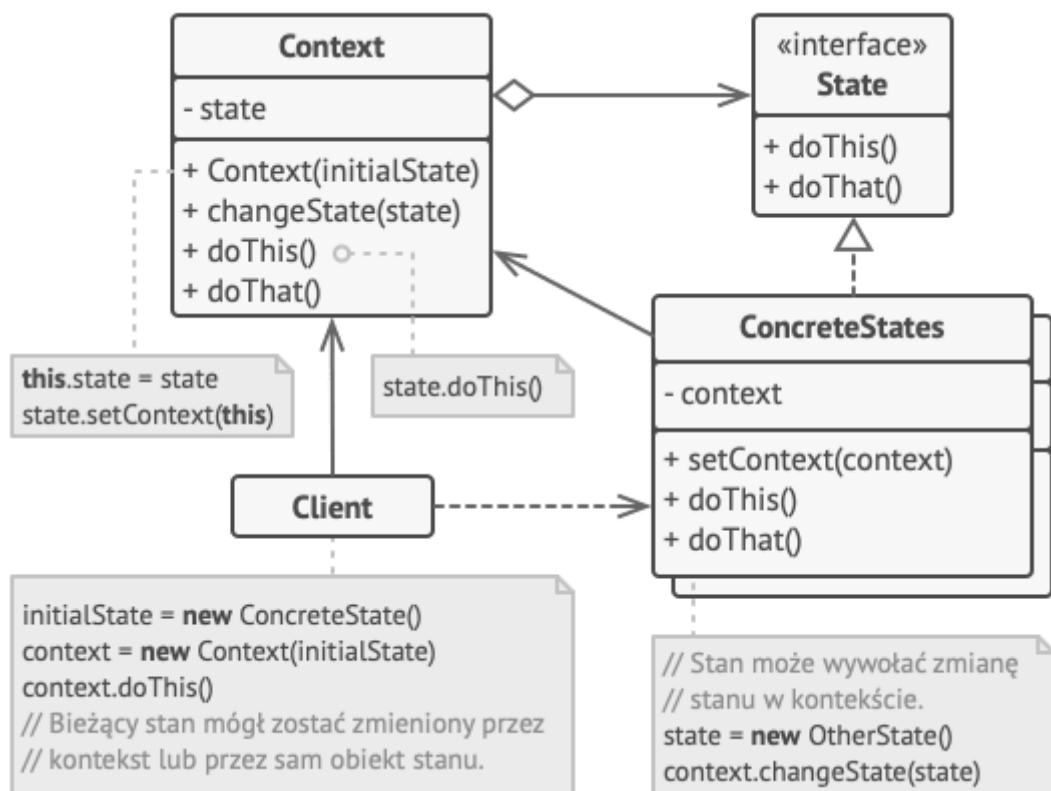 Context
- state
+ Context(initialState)
+ changeState(state)
+ doThis()
+ doThat()
«interface»
State
+ doThis()
+ doThat()
this.state = state
state.setContext(this)
state.doThis()
ConcreteStates
- context
+ setContext(context)
+ doThis()
+ doThat()
Client
initialState = new ConcreteState()
context = new Context(initialState)
context.doThis()
// Bieżący stan mógł zostać zmieniony przez
// kontekst lub przez sam obiekt stanu.
// Stan może wywołać zmianę
// stanu w kontekście.
state = new OtherState()
context.changeState(state)